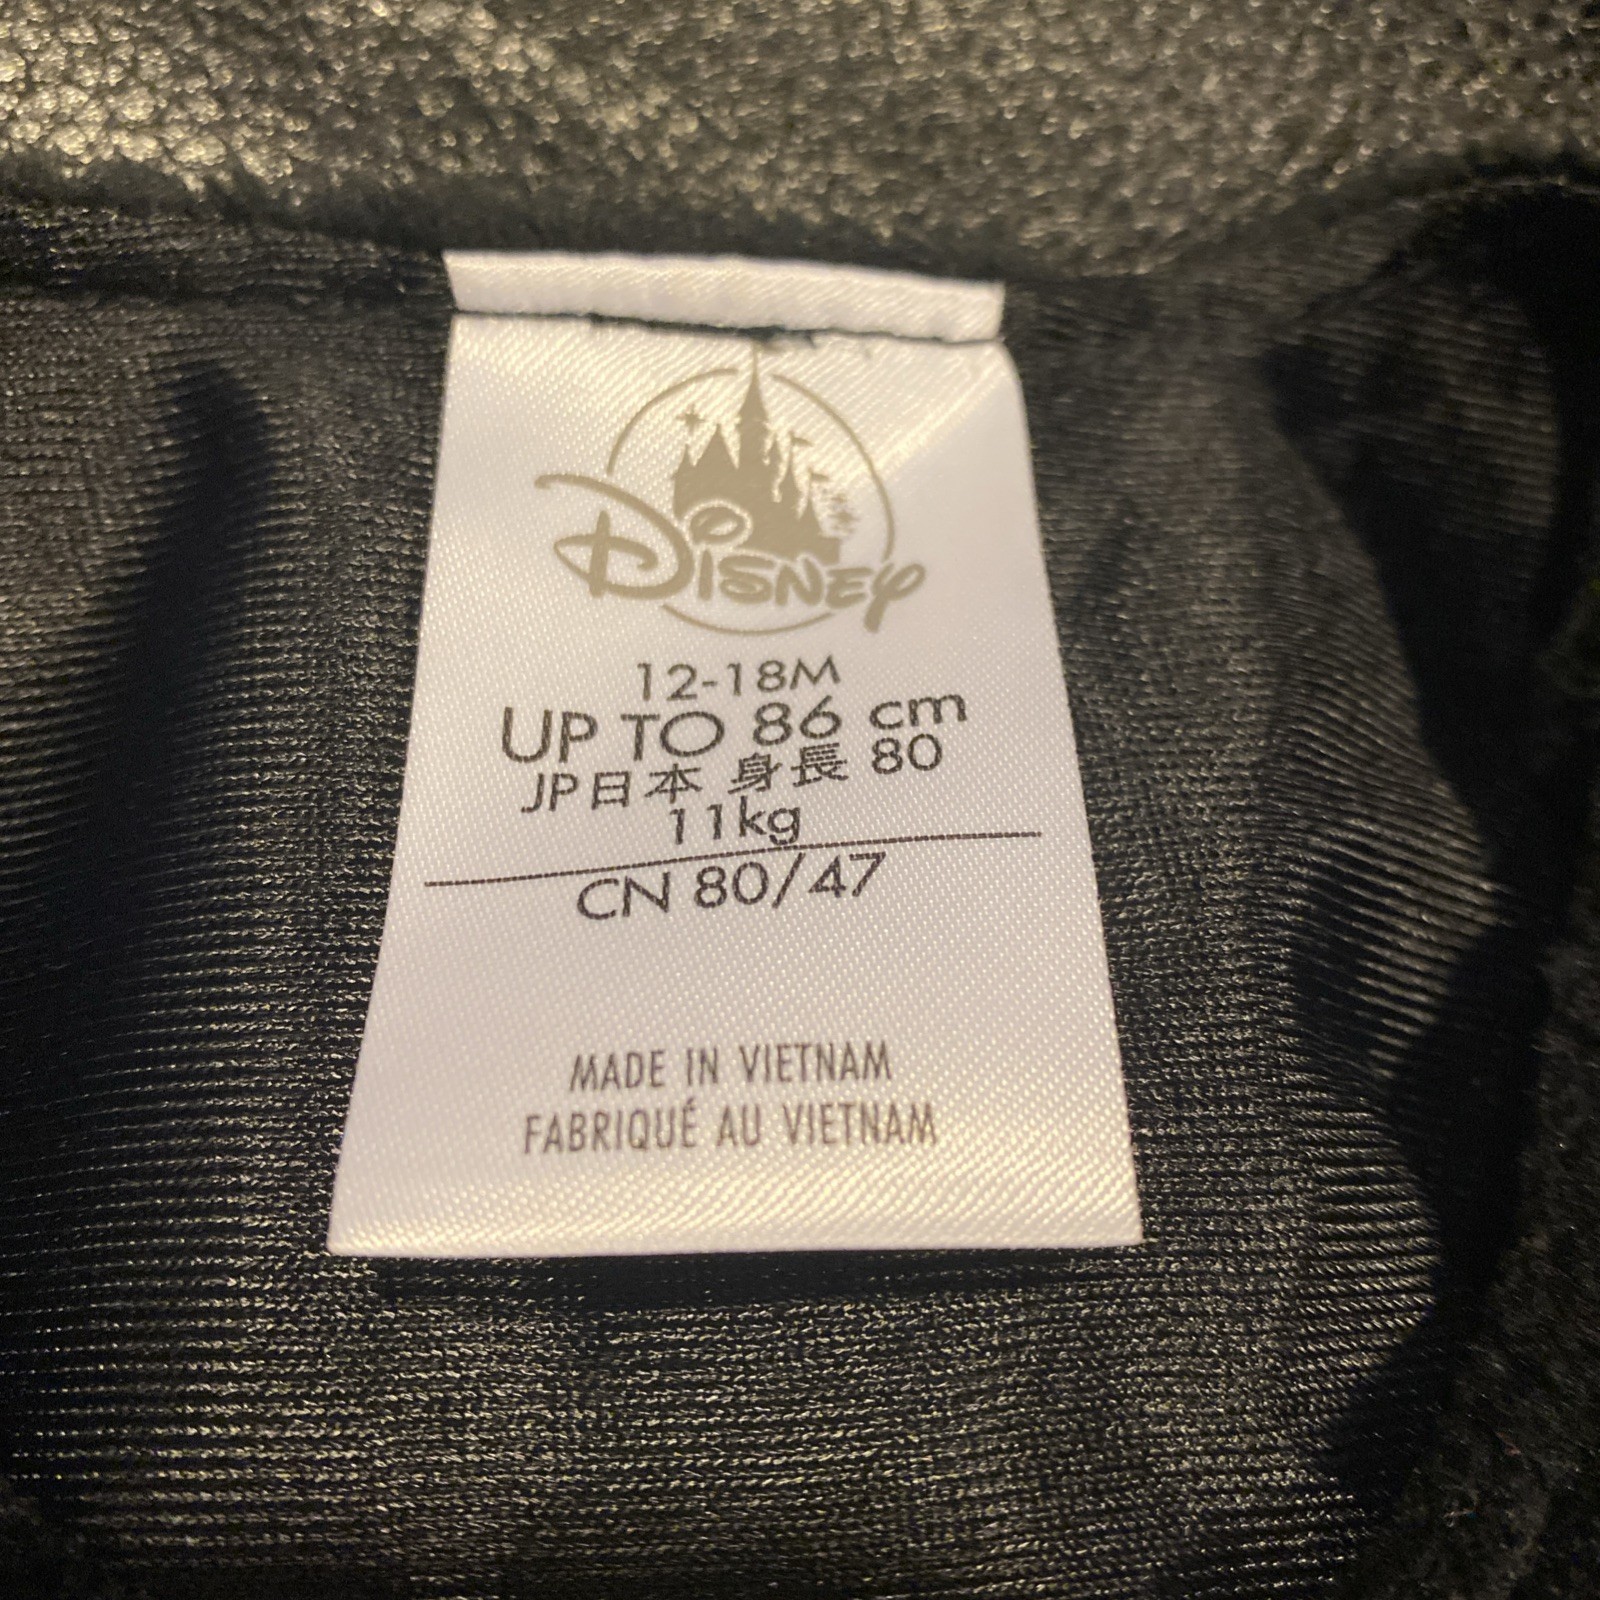 Disney
12-18M
UP TO 86 cm
JP日本 身長 80
11kg
CN 80/47
MADE IN VIETNAM
FABRIQUÉ AU VIETNAM